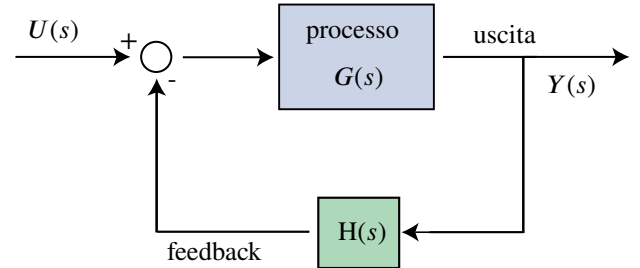 U(s)
+
-
processo
G(s)
uscita
Y(s)
H(s)
feedback